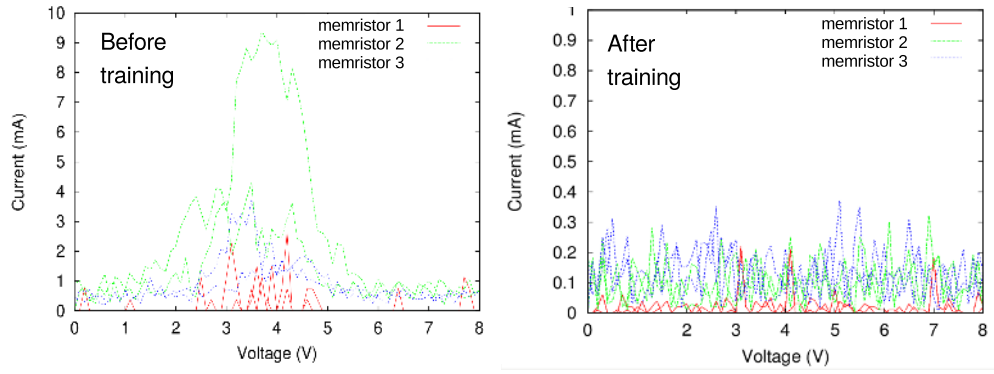 Before
training
memristor 1
memristor 2
memristor 3
10
9
8
7
6
5
4
3
2
1
0
Current (mA)
0 1 2 3 4 5 6 7 8
Voltage (V)
After
training
memristor 1
memristor 2
memristor 3
1
0.9
0.8
0.7
0.6
0.5
0.4
0.3
0.2
0.1
0
Current (mA)
0 2 3 4 5 6 7 8
Voltage (V)